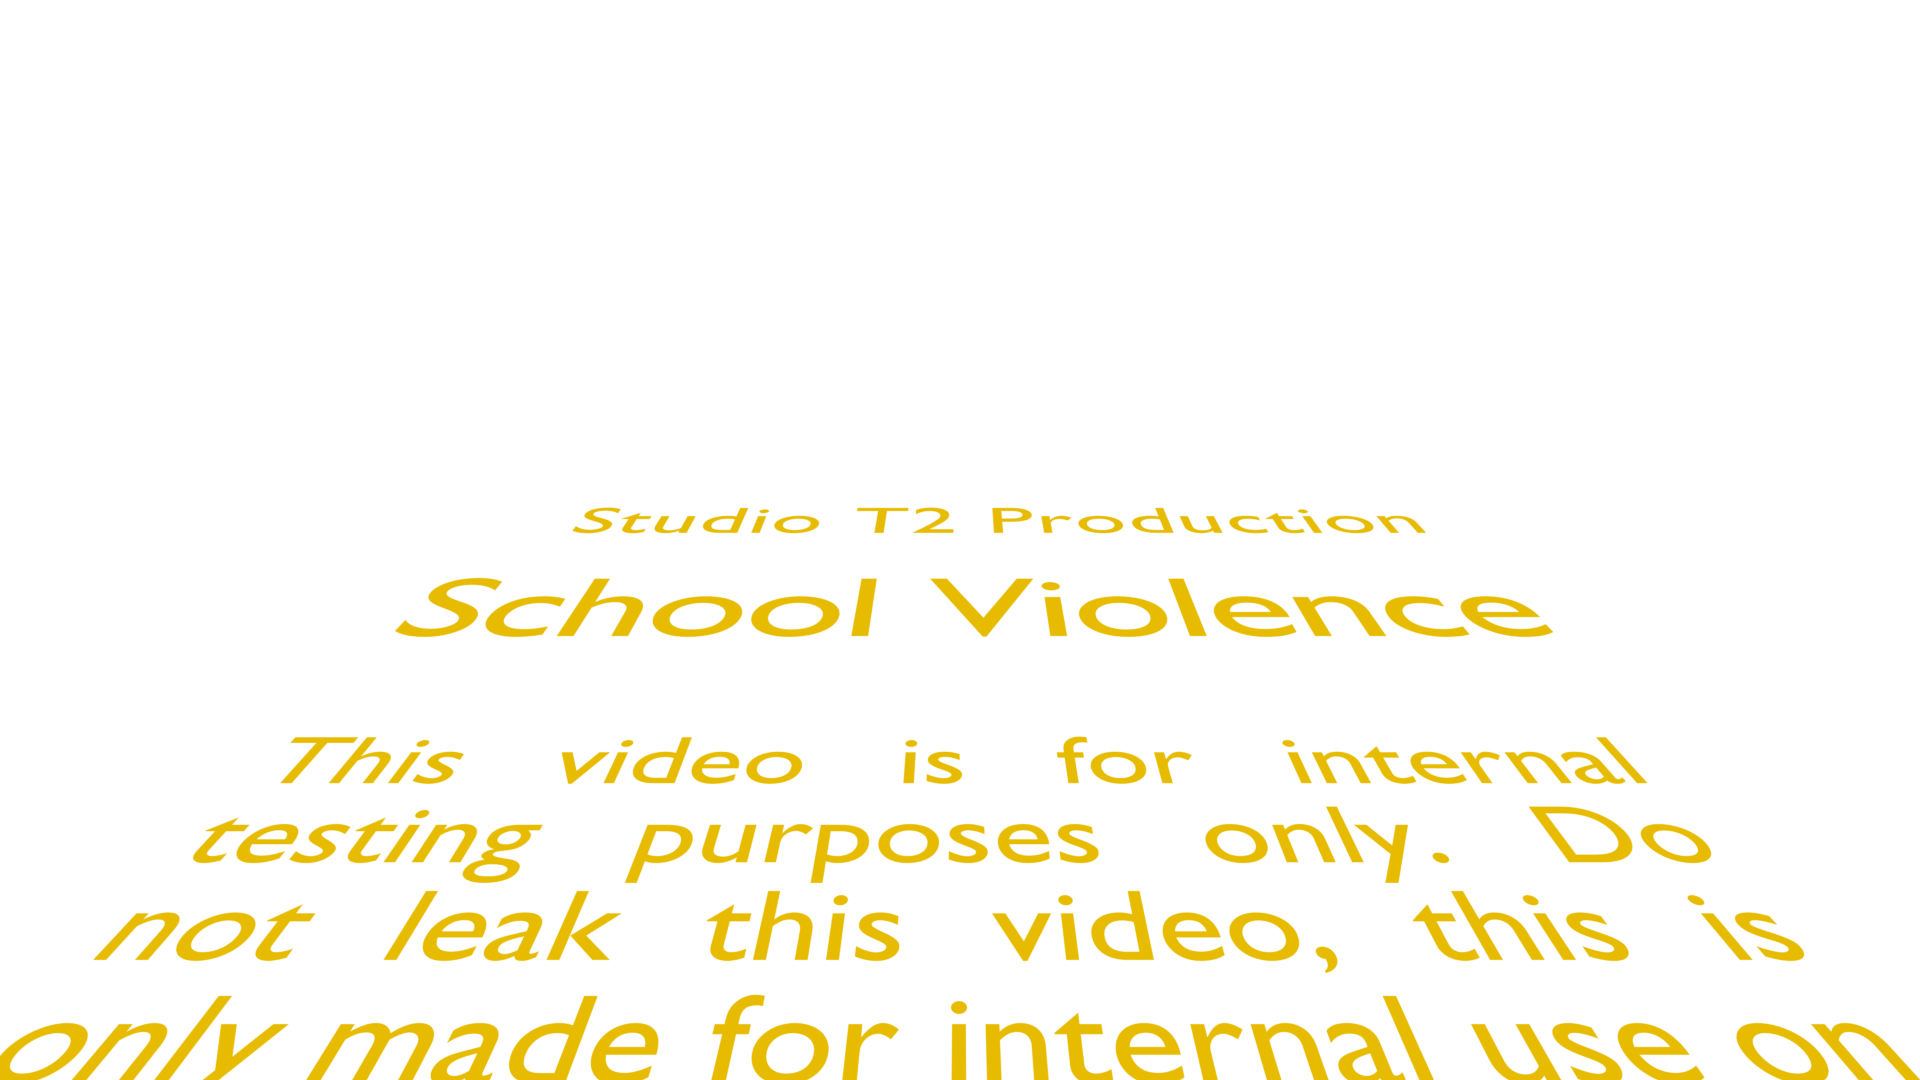 Studio T2 Production
School Violence
This video is for internal
testing purposes only. Do
not leak this video, this is
only made for internal use on